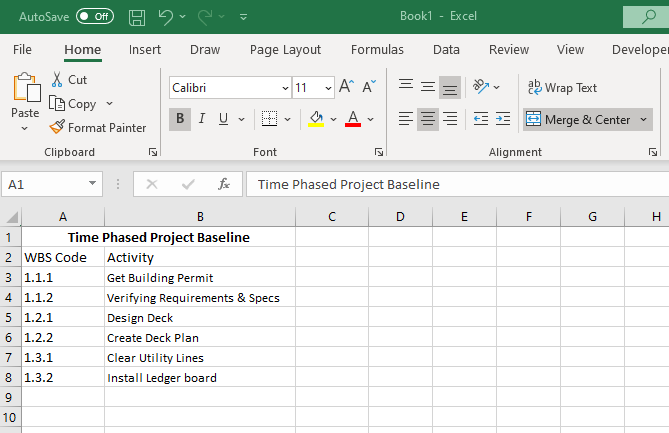 AutoSave Off Book1 - Excel
File Home Insert Draw Page Layout Formulas Data Review View Developer
Cut
Copy
Paste
Format Painter
Clipboard
Calibri 11 A A
B I U A
Font
ab Wrap Text
Merge & Center
Alignment
A1 fx Time Phased Project Baseline
A B C D E F G H
1 Time Phased Project Baseline
2 WBS Code Activity
3 1.1.1 Get Building Permit
4 1.1.2 Verifying Requirements & Specs
5 1.2.1 Design Deck
6 1.2.2 Create Deck Plan
7 1.3.1 Clear Utility Lines
8 1.3.2 Install Ledger board
9
10